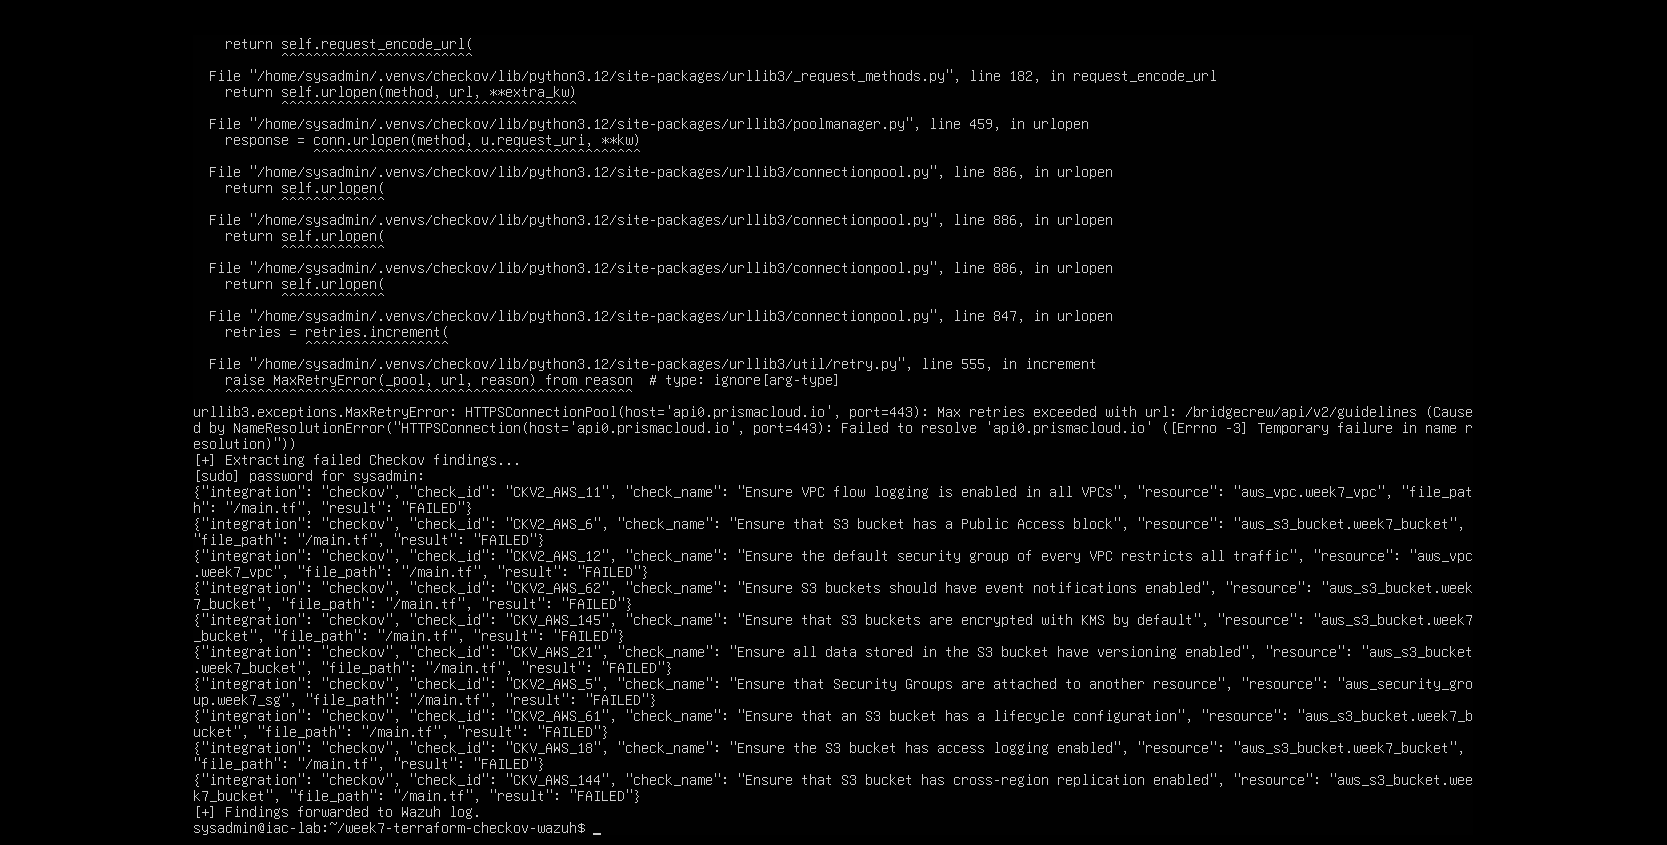 return self.request_encode_url(
           ^^^^^^^^^^^^^^^^^^^^^^^^
  File "/home/sysadmin/.venvs/checkov/lib/python3.12/site-packages/urllib3/_request_methods.py", line 182, in request_encode_url
    return self.urlopen(method, url, **extra_kw)
           ^^^^^^^^^^^^^^^^^^^^^^^^^^^^^^^^^^^^^
  File "/home/sysadmin/.venvs/checkov/lib/python3.12/site-packages/urllib3/poolmanager.py", line 459, in urlopen
    response = conn.urlopen(method, u.request_uri, **kw)
               ^^^^^^^^^^^^^^^^^^^^^^^^^^^^^^^^^^^^^^^^^
  File "/home/sysadmin/.venvs/checkov/lib/python3.12/site-packages/urllib3/connectionpool.py", line 886, in urlopen
    return self.urlopen(
           ^^^^^^^^^^^^^
  File "/home/sysadmin/.venvs/checkov/lib/python3.12/site-packages/urllib3/connectionpool.py", line 886, in urlopen
    return self.urlopen(
           ^^^^^^^^^^^^^
  File "/home/sysadmin/.venvs/checkov/lib/python3.12/site-packages/urllib3/connectionpool.py", line 886, in urlopen
    return self.urlopen(
           ^^^^^^^^^^^^^
  File "/home/sysadmin/.venvs/checkov/lib/python3.12/site-packages/urllib3/connectionpool.py", line 847, in urlopen
    retries = retries.increment(
              ^^^^^^^^^^^^^^^^^^
  File "/home/sysadmin/.venvs/checkov/lib/python3.12/site-packages/urllib3/util/retry.py", line 555, in increment
    raise MaxRetryError(_pool, url, reason) from reason  # type: ignore[arg-type]
    ^^^^^^^^^^^^^^^^^^^^^^^^^^^^^^^^^^^^^^^^^^^^^^^^^^^
urllib3.exceptions.MaxRetryError: HTTPSConnectionPool(host='api0.prismacloud.io', port=443): Max retries exceeded with url: /bridgecrew/api/v2/guidelines (Cause
d by NameResolutionError("HTTPSConnection(host='api0.prismacloud.io', port=443): Failed to resolve 'api0.prismacloud.io' ([Errno -3] Temporary failure in name r
esolution)"))
[+] Extracting failed Checkov findings...
[sudo] password for sysadmin:
{"integration": "checkov", "check_id": "CKV2_AWS_11", "check_name": "Ensure VPC flow logging is enabled in all VPCs", "resource": "aws_vpc.week7_vpc", "file_pat
h": "/main.tf", "result": "FAILED"}
{"integration": "checkov", "check_id": "CKV2_AWS_6", "check_name": "Ensure that S3 bucket has a Public Access block", "resource": "aws_s3_bucket.week7_bucket",
"file_path": "/main.tf", "result": "FAILED"}
{"integration": "checkov", "check_id": "CKV2_AWS_12", "check_name": "Ensure the default security group of every VPC restricts all traffic", "resource": "aws_vpc
.week7_vpc", "file_path": "/main.tf", "result": "FAILED"}
{"integration": "checkov", "check_id": "CKV2_AWS_62", "check_name": "Ensure S3 buckets should have event notifications enabled", "resource": "aws_s3_bucket.week
7_bucket", "file_path": "/main.tf", "result": "FAILED"}
{"integration": "checkov", "check_id": "CKV_AWS_145", "check_name": "Ensure that S3 buckets are encrypted with KMS by default", "resource": "aws_s3_bucket.week7
_bucket", "file_path": "/main.tf", "result": "FAILED"}
{"integration": "checkov", "check_id": "CKV_AWS_21", "check_name": "Ensure all data stored in the S3 bucket have versioning enabled", "resource": "aws_s3_bucket
.week7_bucket", "file_path": "/main.tf", "result": "FAILED"}
{"integration": "checkov", "check_id": "CKV2_AWS_5", "check_name": "Ensure that Security Groups are attached to another resource", "resource": "aws_security_gro
up.week7_sg", "file_path": "/main.tf", "result": "FAILED"}
{"integration": "checkov", "check_id": "CKV2_AWS_61", "check_name": "Ensure that an S3 bucket has a lifecycle configuration", "resource": "aws_s3_bucket.week7_b
ucket", "file_path": "/main.tf", "result": "FAILED"}
{"integration": "checkov", "check_id": "CKV_AWS_18", "check_name": "Ensure the S3 bucket has access logging enabled", "resource": "aws_s3_bucket.week7_bucket",
"file_path": "/main.tf", "result": "FAILED"}
{"integration": "checkov", "check_id": "CKV_AWS_144", "check_name": "Ensure that S3 bucket has cross-region replication enabled", "resource": "aws_s3_bucket.wee
k7_bucket", "file_path": "/main.tf", "result": "FAILED"}
[+] Findings forwarded to Wazuh log.
sysadmin@iac-lab:~/week7-terraform-checkov-wazuh$ _